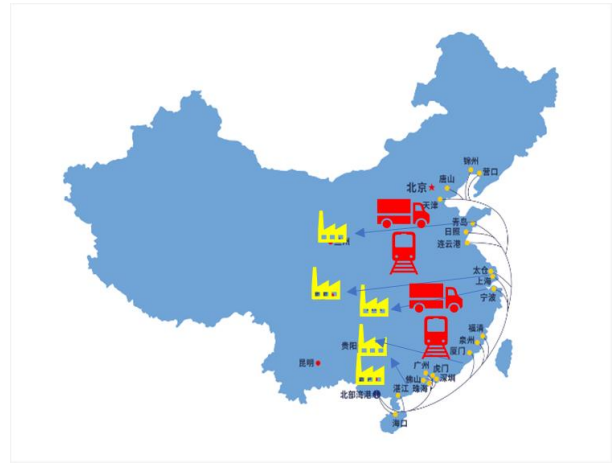 锦州
营口
唐山
北京
天津
青岛
日照
连云港
太仓
上海
宁波
福清
泉州
厦门
贵阳
昆明
广州
虎门
佛山
深圳
湛江
珠海
北部湾港
海口